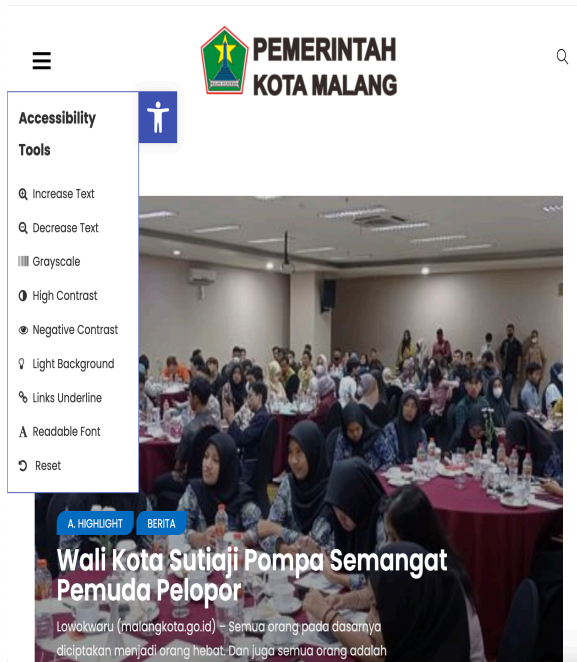 PEMERINTAH
KOTA MALANG
Accessibility
Tools
Increase Text
Decrease Text
Grayscale
High Contrast
Negative Contrast
Light Background
Links Underline
Readable Font
Reset
A. HIGHLIGHT
BERITA
Wali Kota Sutiaji Pompa Semangat
Pemuda Pelopor
Lowokwaru (malangkota.go.id) – Semua orang pada dasarnya
diciptakan menjadi orang hebat. Dan juga semua orang adalah